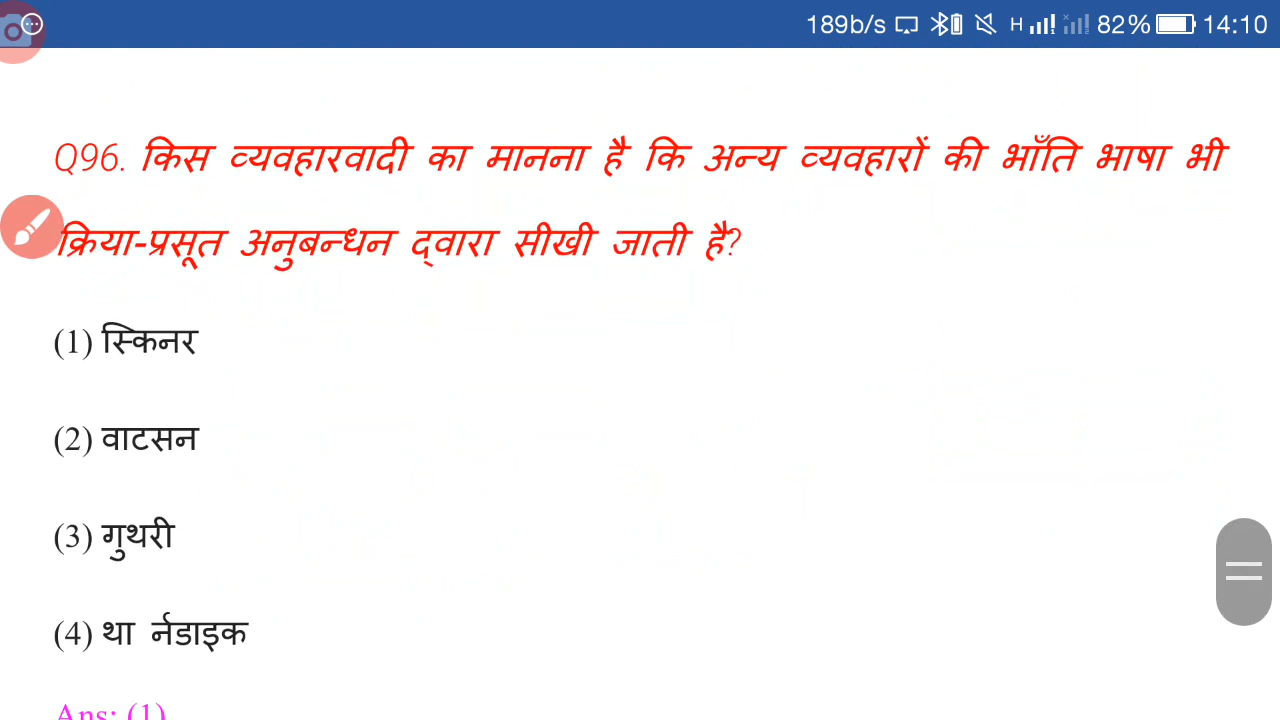 189b/s H 82% 14:10
Q96. किस व्यवहारवादी का मानना है कि अन्य व्यवहारों की भाँति भाषा भी
क्रिया-प्रसूत अनुबन्धन द्वारा सीखी जाती है?
(1) स्किनर
(2) वाटसन
(3) गुथरी
(4) था र्नडाइक
Ans: (1)